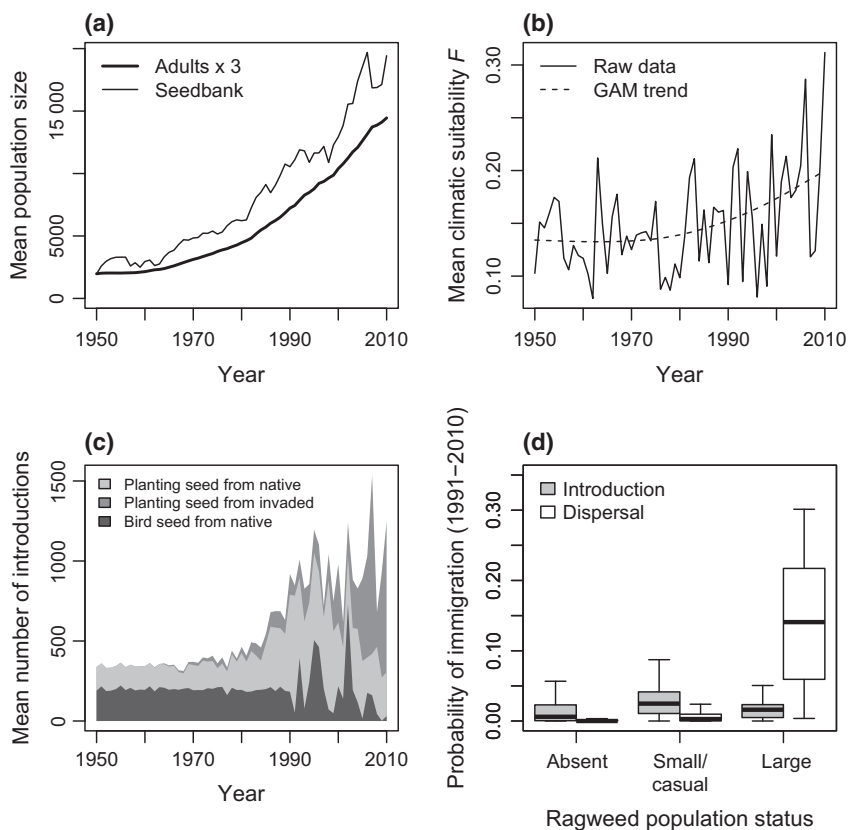 (a)
Mean population size
0
5000
15 000
Adults x 3
Seedbank
1950
1970
1990
2010
Year
(b)
Mean climatic suitability F
0.10
0.20
0.30
Raw data
GAM trend
1950
1970
1990
2010
Year
(c)
Mean number of introductions
0
500
1000
1500
Planting seed from native
Planting seed from invaded
Bird seed from native
1950
1970
1990
2010
Year
(d)
Probability of immigration (1991–2010)
0.00
0.10
0.20
0.30
Introduction
Dispersal
Absent
Small/
casual
Large
Ragweed population status